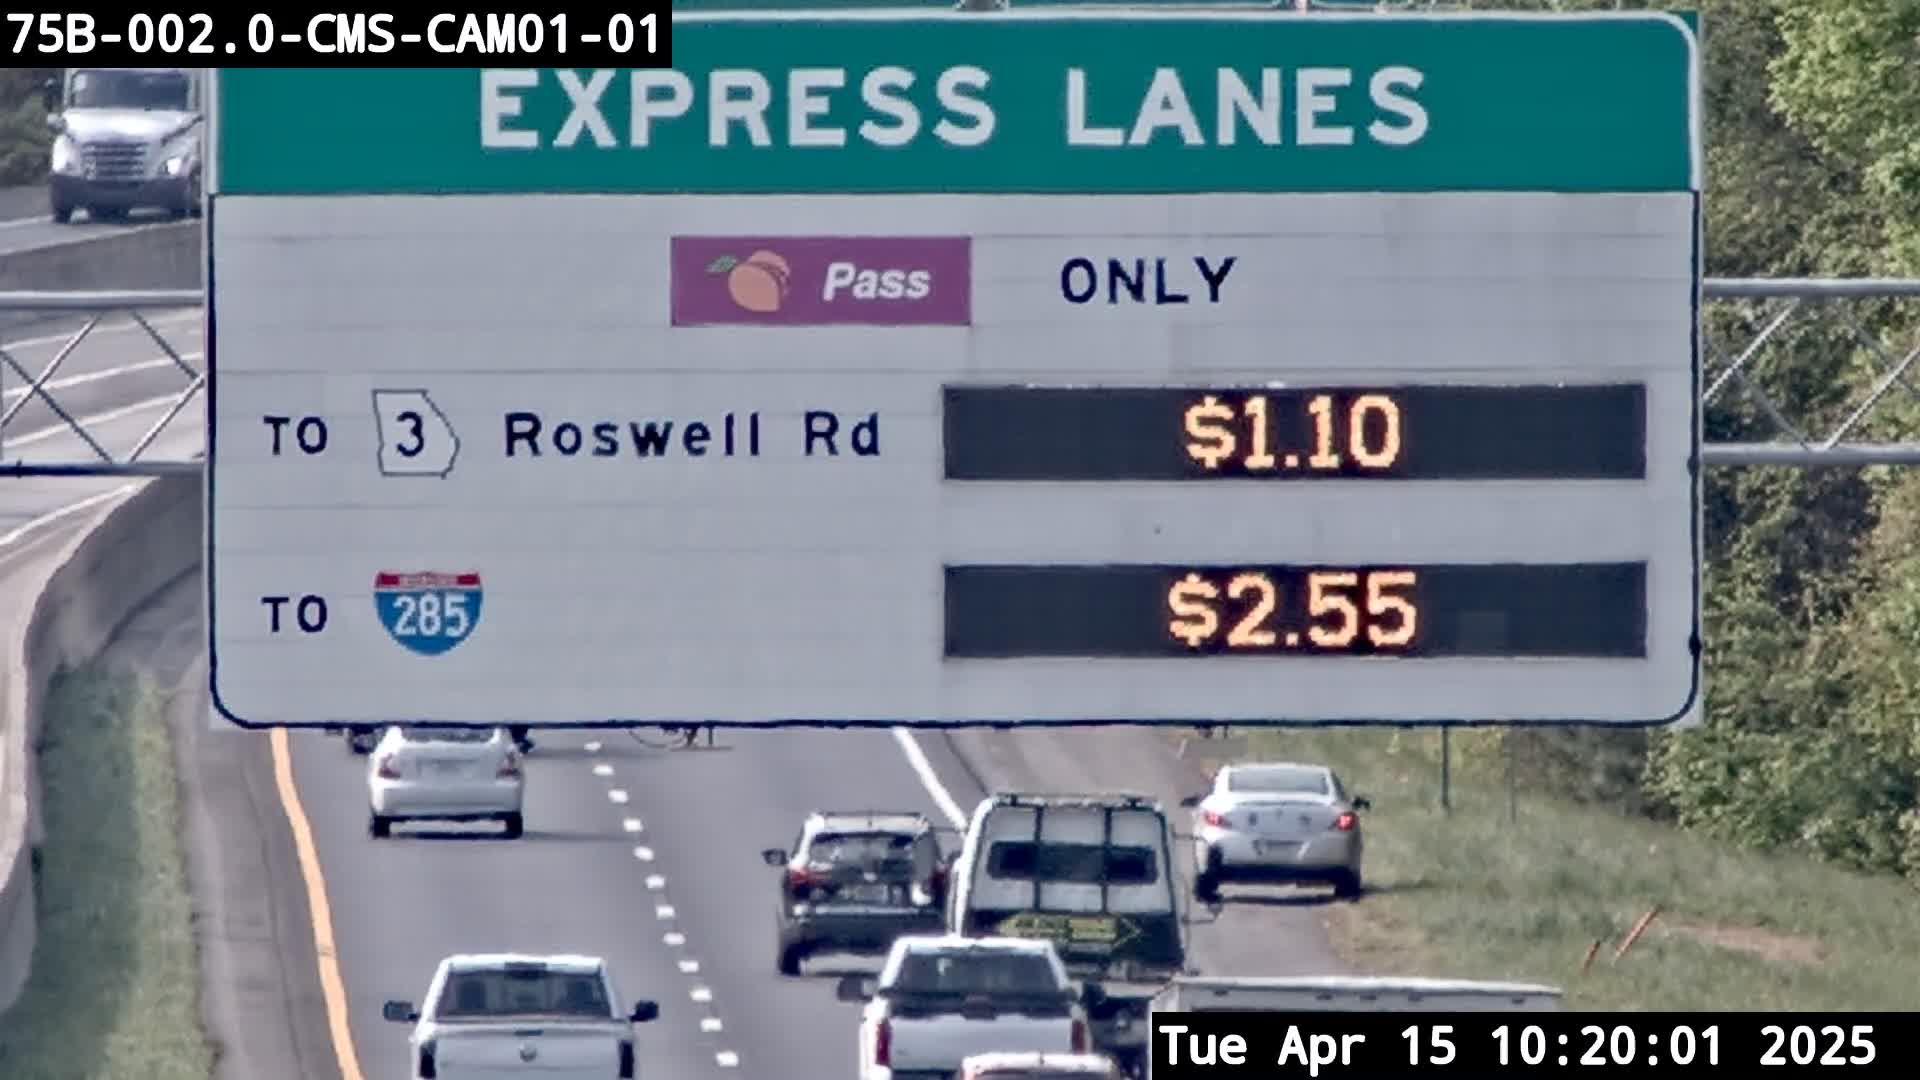 75B-002.0-CMS-CAM01-01
EXPRESS LANES
Pass ONLY
TO 3 Roswell Rd $1.10
TO 285 $2.55
Tue Apr 15 10:20:01 2025